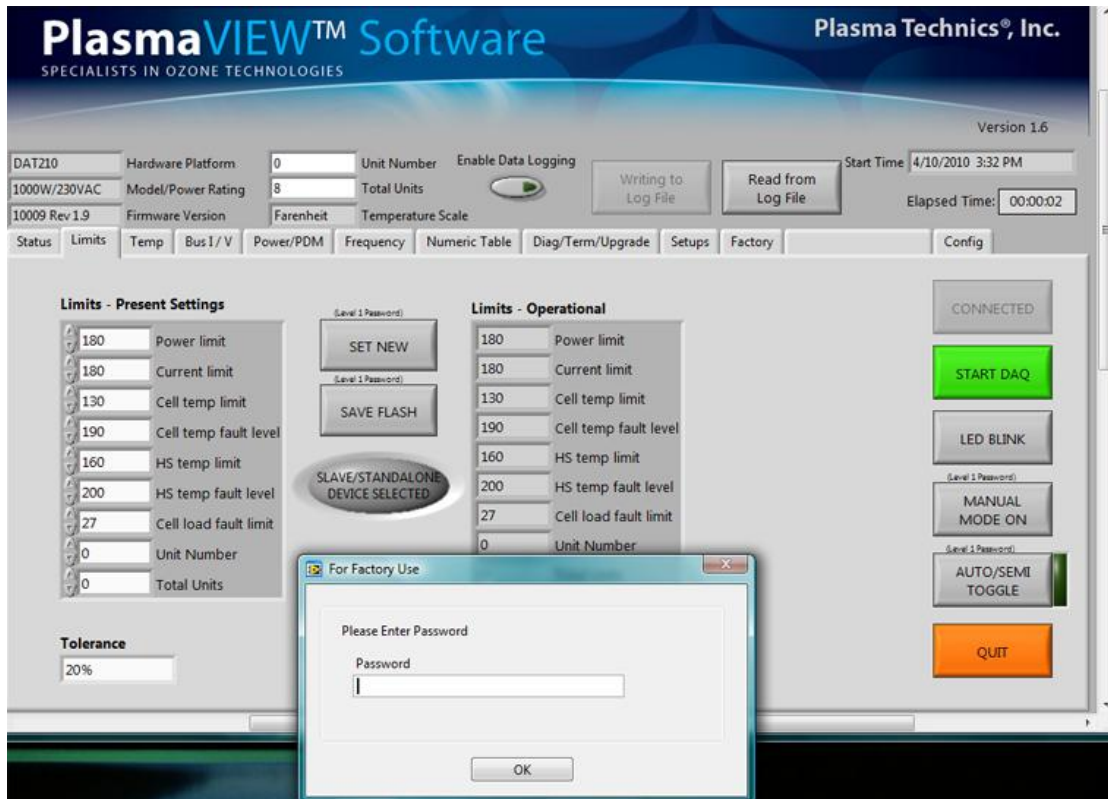 PlasmaVIEW™ Software
Plasma Technics®, Inc.
SPECIALISTS IN OZONE TECHNOLOGIES
Version 1.6
DAT210 Hardware Platform 0 Unit Number Enable Data Logging Start Time 4/10/2010 3:32 PM
1000W/230VAC Model/Power Rating 8 Total Units
Writing to
Log File
Read from
Log File
Elapsed Time: 00:00:02
10009 Rev 1.9 Firmware Version Farenheit Temperature Scale
Status Limits Temp Bus I / V Power/PDM Frequency Numeric Table Diag/Term/Upgrade Setups Factory Config
Limits - Present Settings
180 Power limit
180 Current limit
130 Cell temp limit
190 Cell temp fault level
160 HS temp limit
200 HS temp fault level
27 Cell load fault limit
0 Unit Number
0 Total Units
Tolerance
20%
(Level 1 Password)
SET NEW
(Level 1 Password)
SAVE FLASH
SLAVE/STANDALONE
DEVICE SELECTED
Limits - Operational
180 Power limit
180 Current limit
130 Cell temp limit
190 Cell temp fault level
160 HS temp limit
200 HS temp fault level
27 Cell load fault limit
0 Unit Number
CONNECTED
START DAQ
LED BLINK
(Level 1 Password)
MANUAL
MODE ON
(Level 1 Password)
AUTO/SEMI
TOGGLE
QUIT
For Factory Use
Please Enter Password
Password
OK